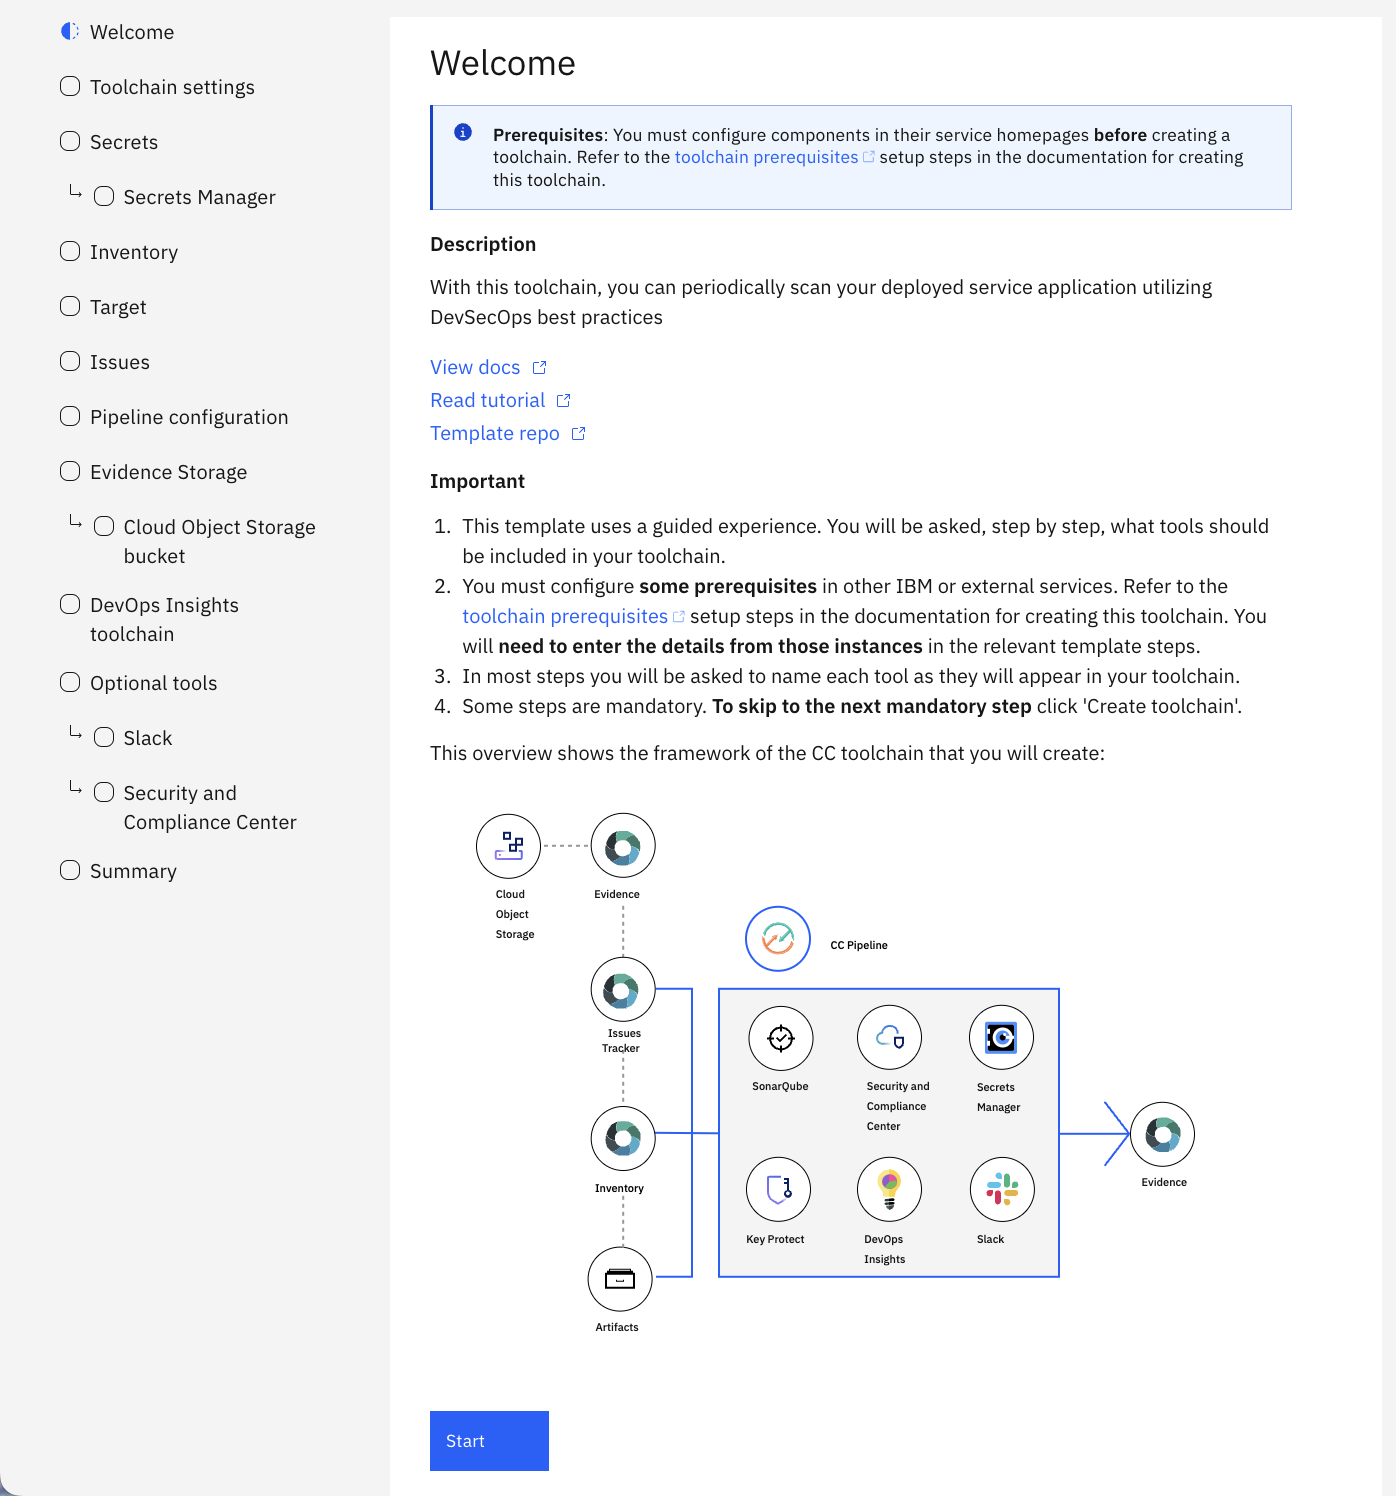 Welcome
Toolchain settings
Secrets
Secrets Manager
Inventory
Target
Issues
Pipeline configuration
Evidence Storage
Cloud Object Storage
bucket
DevOps Insights
toolchain
Optional tools
Slack
Security and
Compliance Center
Summary
Welcome
Prerequisites: You must configure components in their service homepages before creating a
toolchain. Refer to the toolchain prerequisites setup steps in the documentation for creating
this toolchain.
Description
With this toolchain, you can periodically scan your deployed service application utilizing
DevSecOps best practices
View docs
Read tutorial
Template repo
Important
1. This template uses a guided experience. You will be asked, step by step, what tools should
be included in your toolchain.
2. You must configure some prerequisites in other IBM or external services. Refer to the
toolchain prerequisites setup steps in the documentation for creating this toolchain. You
will need to enter the details from those instances in the relevant template steps.
3. In most steps you will be asked to name each tool as they will appear in your toolchain.
4. Some steps are mandatory. To skip to the next mandatory step click 'Create toolchain'.
This overview shows the framework of the CC toolchain that you will create:
Cloud
Object
Storage
Evidence
CC Pipeline
Issues
Tracker
SonarQube
Security and
Compliance
Center
Secrets
Manager
Inventory
Key Protect
DevOps
Insights
Slack
Evidence
Artifacts
Start